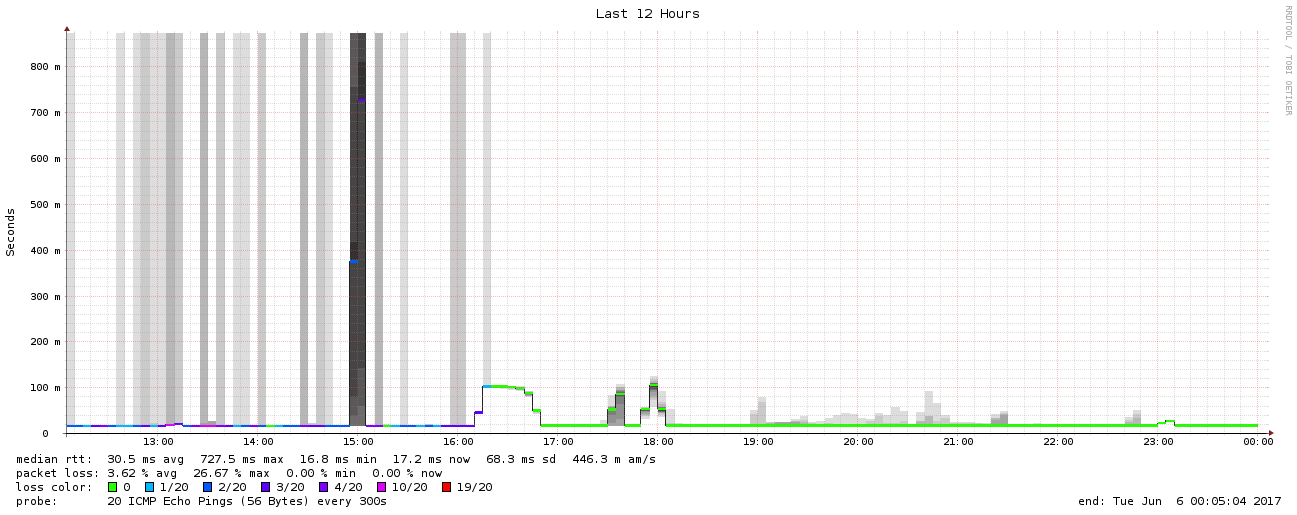 Last 12 Hours
RRDTOOL / TOBI OETIKER
Seconds
800 m
700 m
600 m
500 m
400 m
300 m
200 m
100 m
0
13:00 14:00 15:00 16:00 17:00 18:00 19:00 20:00 21:00 22:00 23:00 00:00
median rtt: 30.5 ms avg 727.5 ms max 16.8 ms min 17.2 ms now 68.3 ms sd 446.3 m am/s
packet loss: 3.62 % avg 26.67 % max 0.00 % min 0.00 % now
loss color: 0 1/20 2/20 3/20 4/20 10/20 19/20
probe: 20 ICMP Echo Pings (56 Bytes) every 300s end: Tue Jun 6 00:05:04 2017